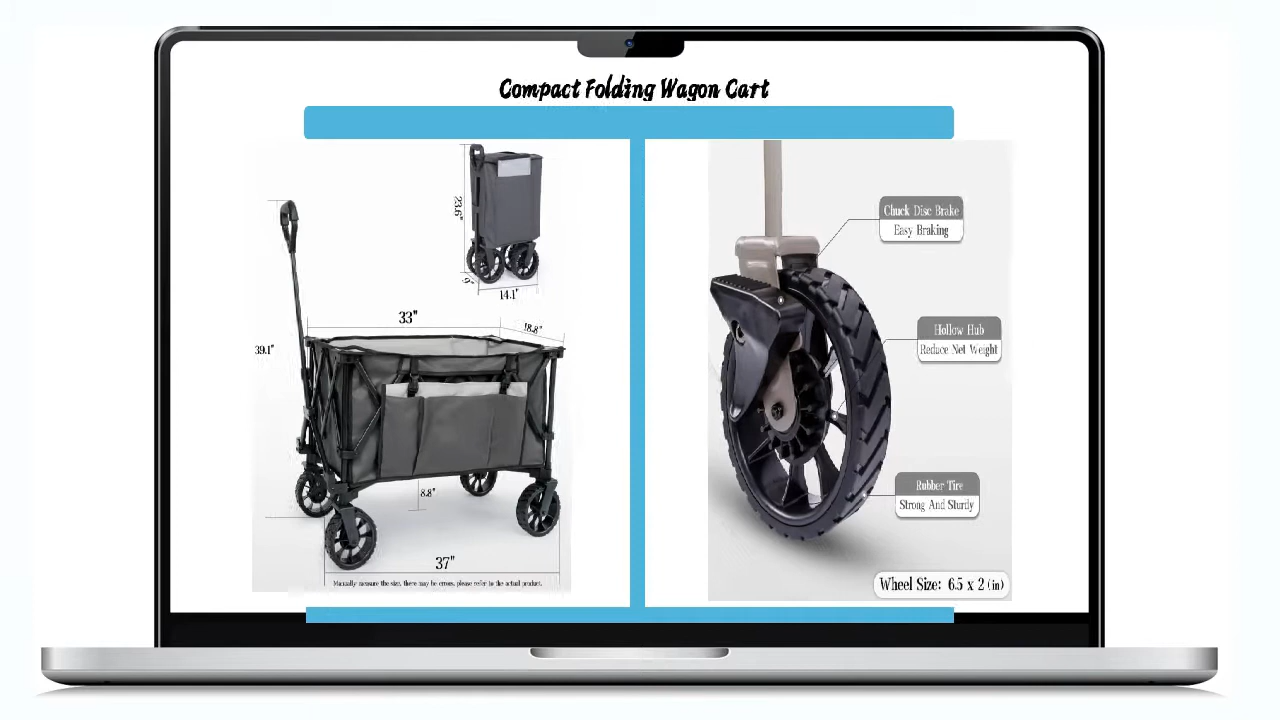 Compact Folding Wagon Cart
23.6"
9"
14.1"
33"
18.8"
39.1"
8.8"
37"
Manually measure the size, there may be errors, please refer to the actual product.
Chuck Disc Brake
Easy Braking
Hollow Hub
Reduce Net Weight
Rubber Tire
Strong And Sturdy
Wheel Size: 6.5 x 2 (in)